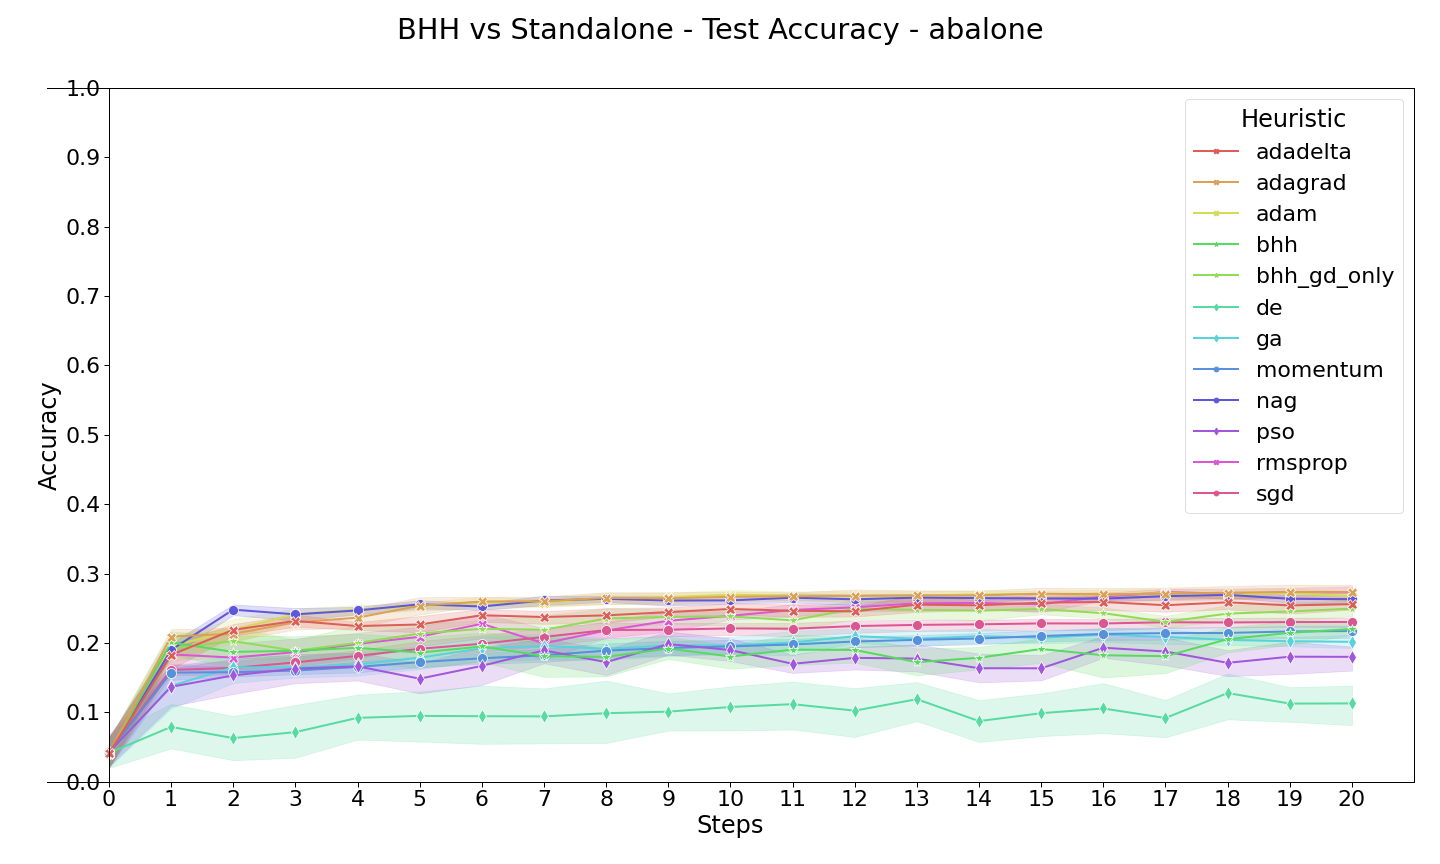 BHH vs Standalone - Test Accuracy - abalone
1.0
0.9
0.8
0.7
0.6
0.5
0.4
0.3
0.2
0.1
0.0
Accuracy
Heuristic
adadelta
adagrad
adam
bhh
bhh_gd_only
de
ga
momentum
nag
pso
rmsprop
sgd
0 1 2 3 4 5 6 7 8 9 10 11 12 13 14 15 16 17 18 19 20
Steps